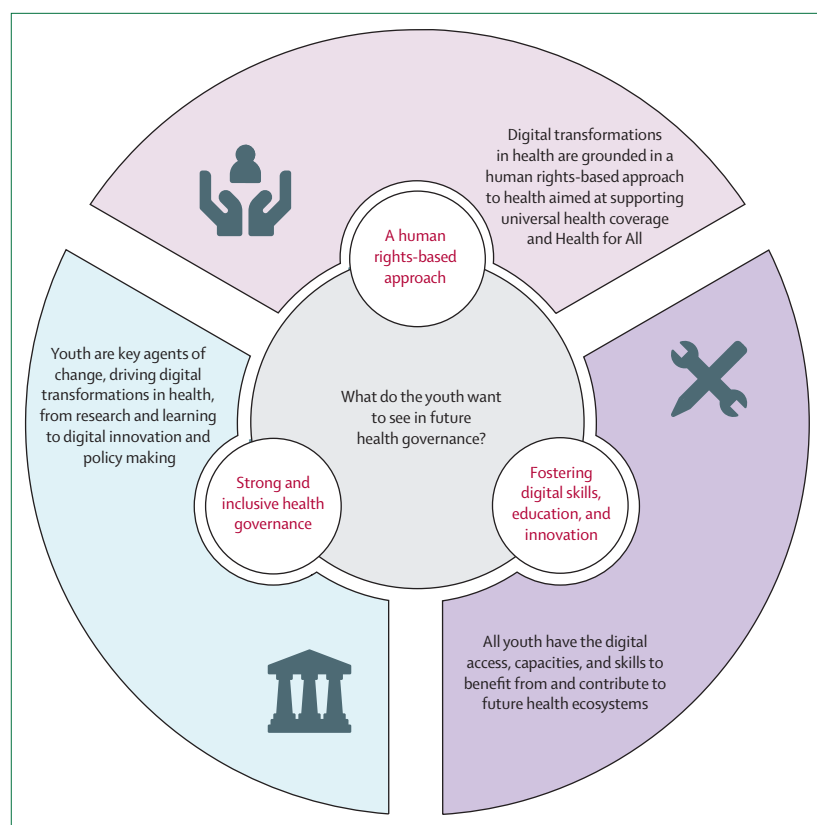 Digital transformations
in health are grounded in a
human rights-based approach
to health aimed at supporting
universal health coverage
and Health for All
A human
rights-based
approach
Youth are key agents of
change, driving digital
transformations in health,
from research and learning
to digital innovation and
policy making
What do the youth want
to see in future
health governance?
Strong and
inclusive health
governance
Fostering
digital skills,
education, and
innovation
All youth have the digital
access, capacities, and skills to
benefit from and contribute to
future health ecosystems